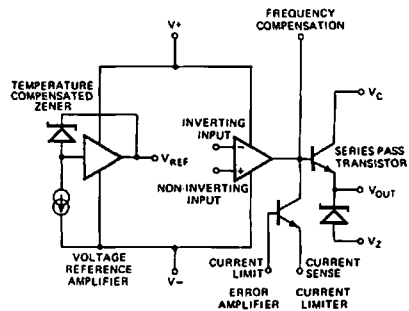 FREQUENCY
COMPENSATION
V+
TEMPERATURE
COMPENSATED
ZENER
VREF
INVERTING
INPUT
NON-INVERTING
INPUT
−
+
VC
SERIES PASS
TRANSISTOR
VOUT
VZ
VOLTAGE
REFERENCE
AMPLIFIER
V−
CURRENT
LIMIT
CURRENT
SENSE
ERROR
AMPLIFIER
CURRENT
LIMITER